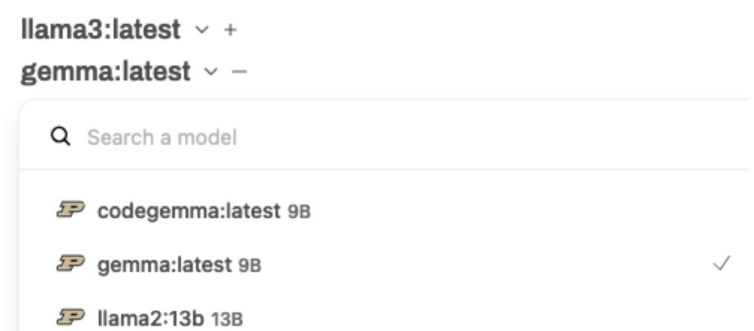 llama3:latest
gemma:latest
Search a model
codegemma:latest 9B
gemma:latest 9B
llama2:13b 13B